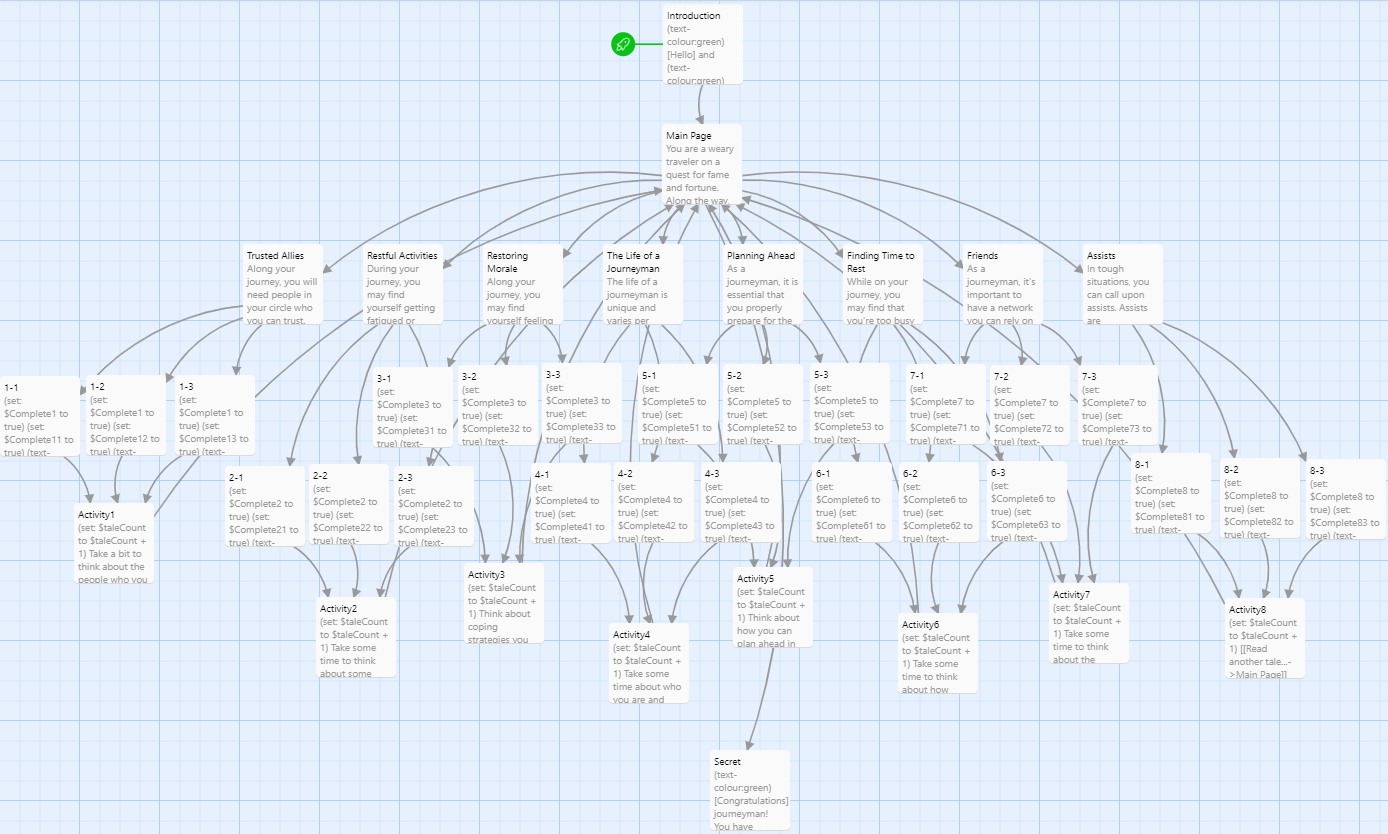 Introduction
(text-
colour:green)
[Hello] and
(text-
colour:green)
Main Page
You are a weary
traveler on a
quest for fame
and fortune.
Along the way,
Trusted Allies
Along your
journey, you will
need people in
your circle who
you can trust.
Restful Activities
During your
journey, you
may find
yourself getting
fatigued or
Restoring
Morale
Along your
journey, you
may find
yourself feeling
The Life of a
Journeyman
The life of a
journeyman is
unique and
varies per
Planning Ahead
As a
journeyman, it is
essential that
you properly
prepare for the
Finding Time to
Rest
While on your
journey, you
may find that
you're too busy
Friends
As a
journeyman, it's
important to
have a network
you can rely on
Assists
In tough
situations, you
can call upon
assists. Assists
are
1-1
(set:
$Complete1 to
true) (set:
$Complete11 to
true) (text-
1-2
(set:
$Complete1 to
true) (set:
$Complete12 to
true) (text-
1-3
(set:
$Complete1 to
true) (set:
$Complete13 to
true) (text-
3-1
(set:
$Complete3 to
true) (set:
$Complete31 to
true) (text-
3-2
(set:
$Complete3 to
true) (set:
$Complete32 to
true) (text-
3-3
(set:
$Complete3 to
true) (set:
$Complete33 to
true) (text-
5-1
(set:
$Complete5 to
true) (set:
$Complete51 to
true) (text-
5-2
(set:
$Complete5 to
true) (set:
$Complete52 to
true) (text-
5-3
(set:
$Complete5 to
true) (set:
$Complete53 to
true) (text-
7-1
(set:
$Complete7 to
true) (set:
$Complete71 to
true) (text-
7-2
(set:
$Complete7 to
true) (set:
$Complete72 to
true) (text-
7-3
(set:
$Complete7 to
true) (set:
$Complete73 to
true) (text-
2-1
(set:
$Complete2 to
true) (set:
$Complete21 to
true) (text-
2-2
(set:
$Complete2 to
true) (set:
$Complete22 to
true) (text-
2-3
(set:
$Complete2 to
true) (set:
$Complete23 to
true) (text-
4-1
(set:
$Complete4 to
true) (set:
$Complete41 to
true) (text-
4-2
(set:
$Complete4 to
true) (set:
$Complete42 to
true) (text-
4-3
(set:
$Complete4 to
true) (set:
$Complete43 to
true) (text-
6-1
(set:
$Complete6 to
true) (set:
$Complete61 to
true) (text-
6-2
(set:
$Complete6 to
true) (set:
$Complete62 to
true) (text-
6-3
(set:
$Complete6 to
true) (set:
$Complete63 to
true) (text-
8-1
(set:
$Complete8 to
true) (set:
$Complete81 to
true) (text-
8-2
(set:
$Complete8 to
true) (set:
$Complete82 to
true) (text-
8-3
(set:
$Complete8 to
true) (set:
$Complete83 to
true) (text-
Activity1
(set: $taleCount
to $taleCount +
1) Take a bit to
think about the
people who you
Activity2
(set: $taleCount
to $taleCount +
1) Take some
time to think
about some
Activity3
(set: $taleCount
to $taleCount +
1) Think about
coping
strategies you
Activity4
(set: $taleCount
to $taleCount +
1) Take some
time about who
you are and
Activity5
(set: $taleCount
to $taleCount +
1) Think about
how you can
plan ahead in
Activity6
(set: $taleCount
to $taleCount +
1) Take some
time to think
about how
Activity7
(set: $taleCount
to $taleCount +
1) Take some
time to think
about the
Activity8
(set: $taleCount
to $taleCount +
1) [[Read
another tale...-
>Main Page]]
Secret
(text-
colour:green)
[Congratulations]
journeyman!
You have